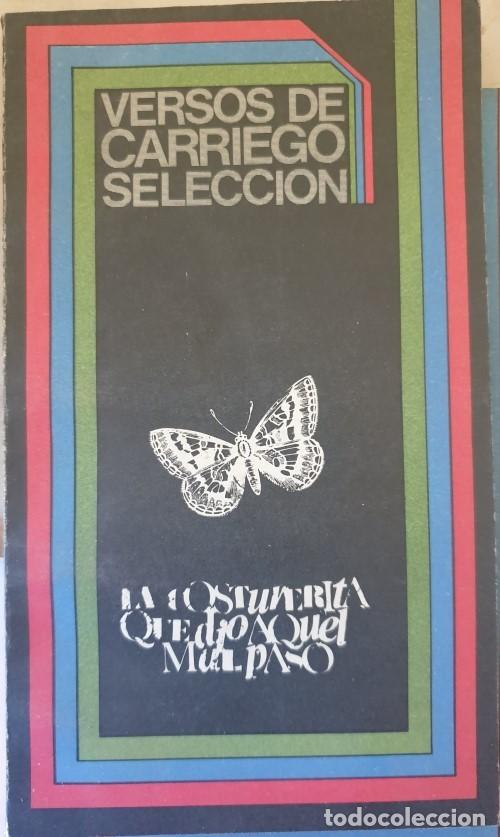 VERSOS DE
CARRIEGO
SELECCION
LA COSTURERITA
QUE dio AQuel
MaL pASO
todocoleccion